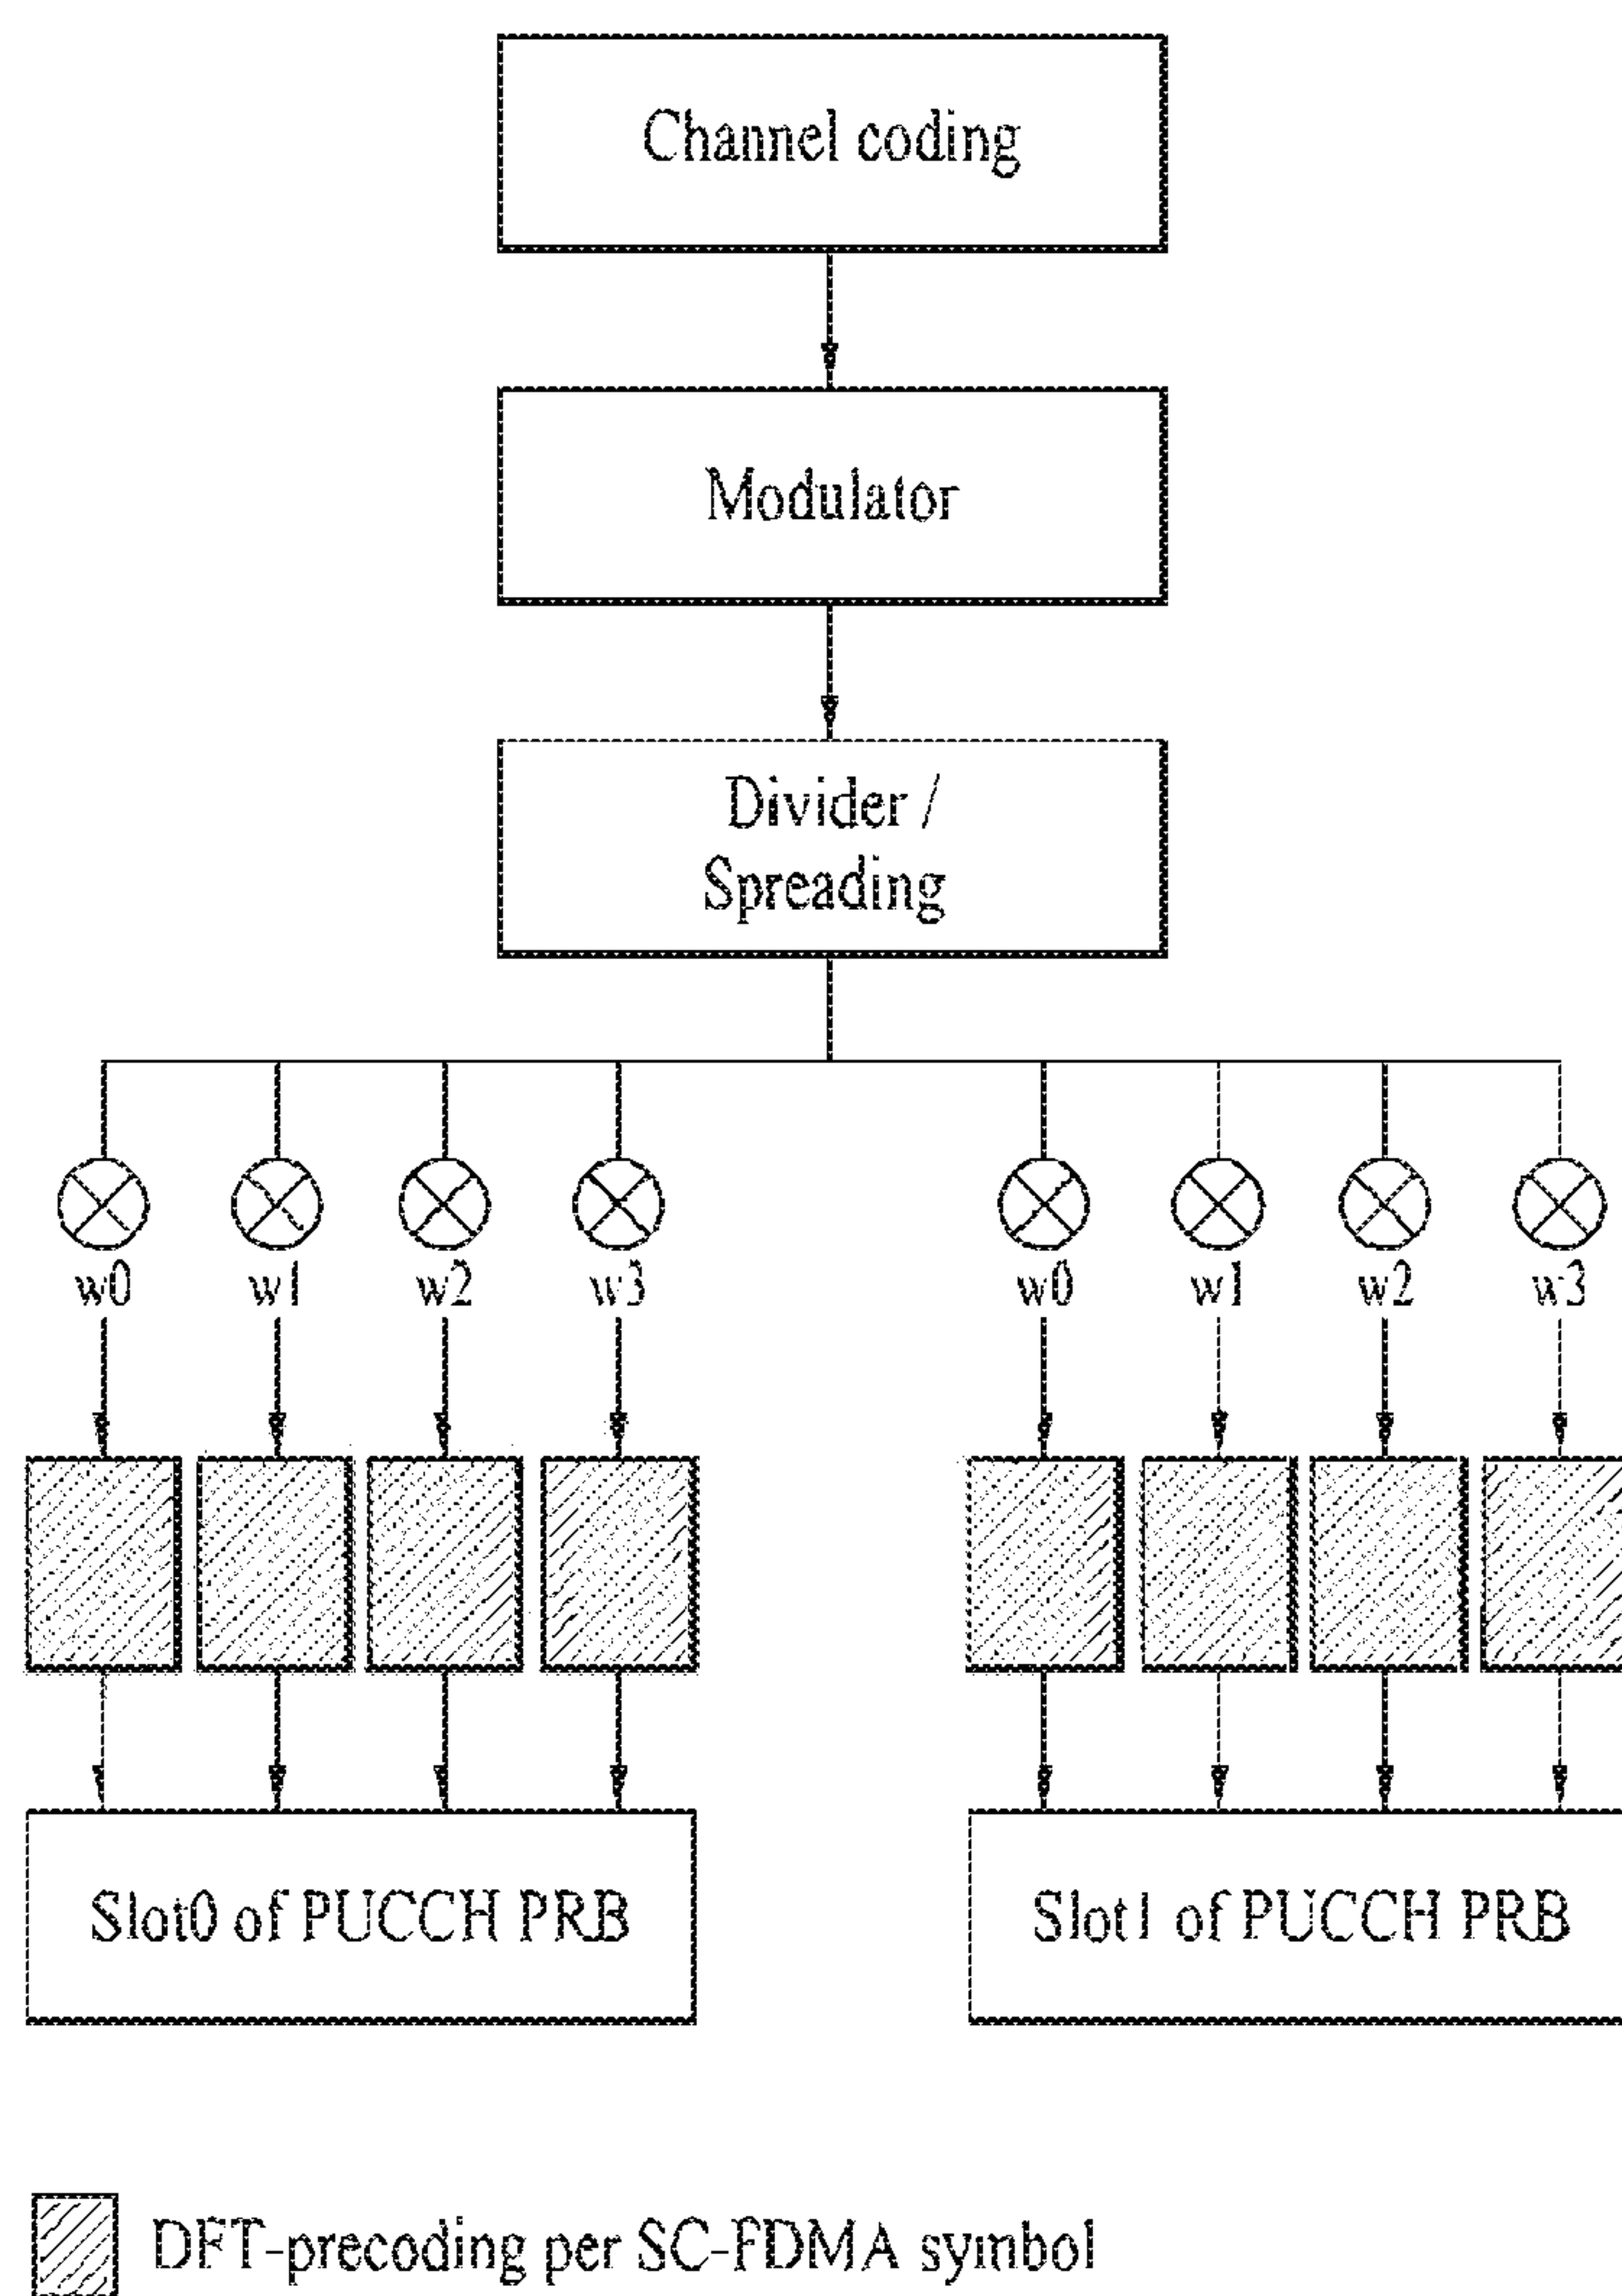 Channel coding
Modulator
Divider /
Spreading
w0 w1 w2 w3 w0 w1 w2 w3
Slot0 of PUCCH PRB Slot1 of PUCCH PRB
DFT-precoding per SC-FDMA symbol